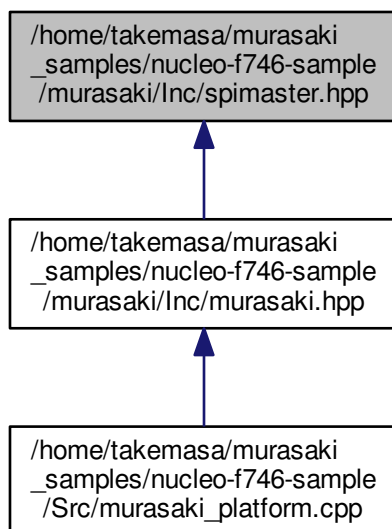 /home/takemasa/murasaki
_samples/nucleo-f746-sample
/murasaki/Inc/spimaster.hpp
/home/takemasa/murasaki
_samples/nucleo-f746-sample
/murasaki/Inc/murasaki.hpp
/home/takemasa/murasaki
_samples/nucleo-f746-sample
/Src/murasaki_platform.cpp